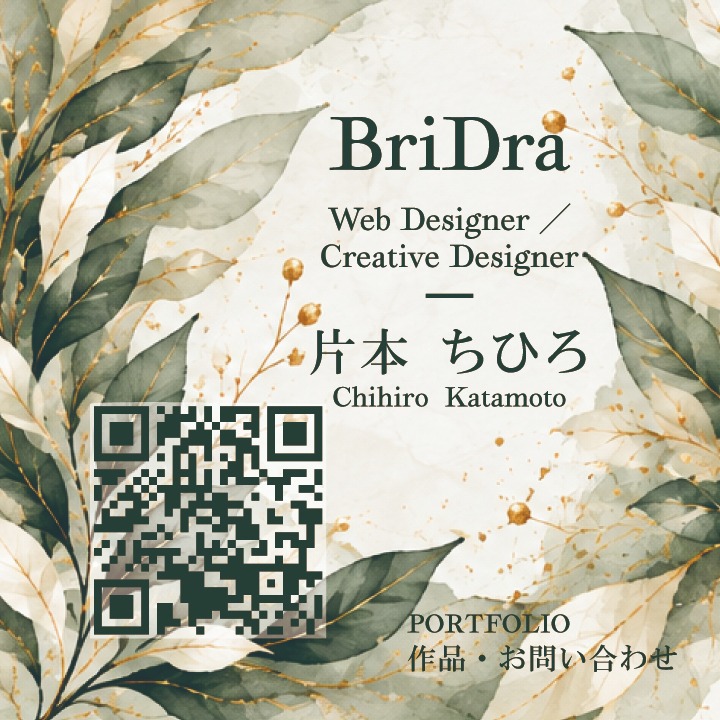 BriDra
Web Designer ／
Creative Designer
片本 ちひろ
Chihiro Katamoto
PORTFOLIO
作品・お問い合わせ